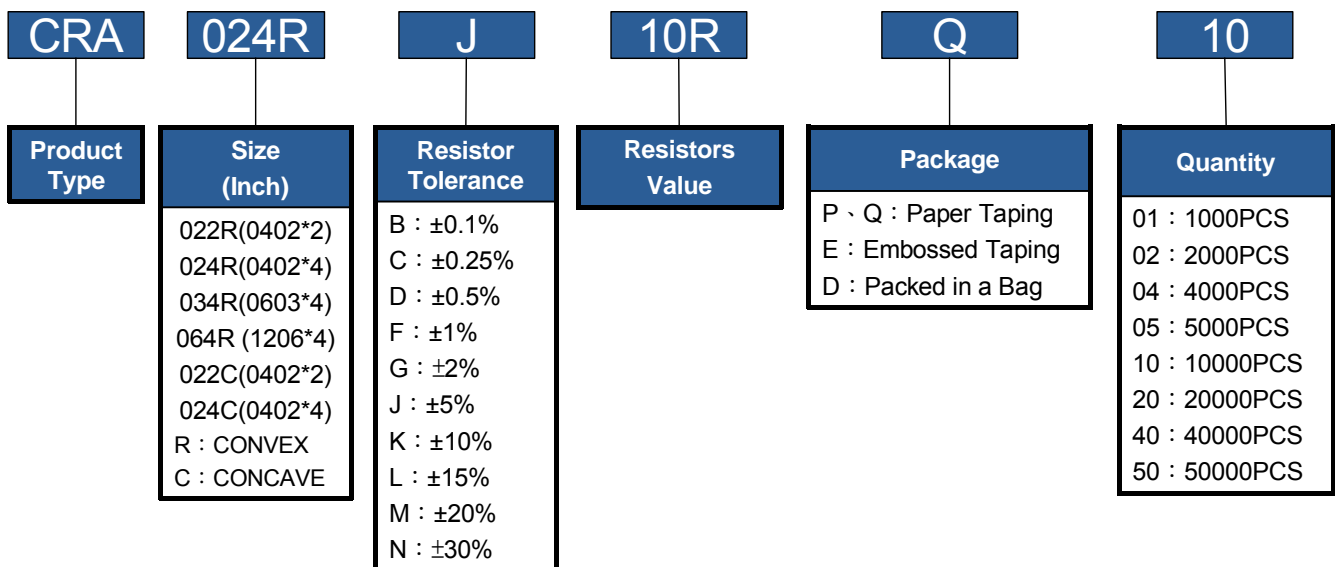 CRA 024R J 10R Q 10
Product
Type
Size
(Inch)
022R(0402*2)
024R(0402*4)
034R(0603*4)
064R (1206*4)
022C(0402*2)
024C(0402*4)
R：CONVEX
C：CONCAVE
Resistor
Tolerance
B：±0.1%
C：±0.25%
D：±0.5%
F：±1%
G：±2%
J：±5%
K：±10%
L：±15%
M：±20%
N：±30%
Resistors
Value
Package
P、Q：Paper Taping
E：Embossed Taping
D：Packed in a Bag
Quantity
01：1000PCS
02：2000PCS
04：4000PCS
05：5000PCS
10：10000PCS
20：20000PCS
40：40000PCS
50：50000PCS